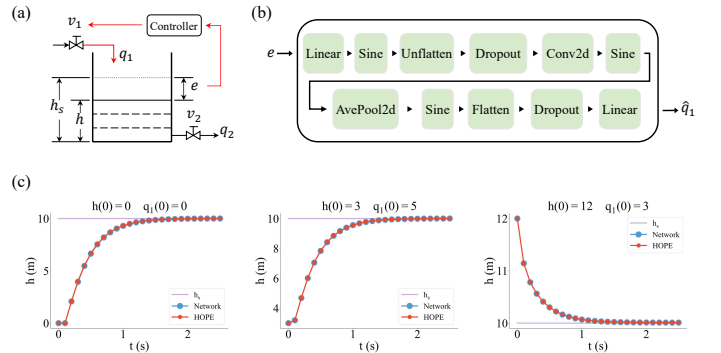 (a)
v₁
Controller
q₁
e
hₛ
h
v₂
q₂
(b)
e
Linear
Sine
Unflatten
Dropout
Conv2d
Sine
AvePool2d
Sine
Flatten
Dropout
Linear
q̂₁
(c)
h(0) = 0 q₁(0) = 0
10
8
6
4
2
0
h (m)
hₛ
Network
HOPE
0
1
2
t (s)
h(0) = 3 q₁(0) = 5
10
8
6
4
h (m)
hₛ
Network
HOPE
0
1
2
t (s)
h(0) = 12 q₁(0) = 3
12
11
10
h (m)
hₛ
Network
HOPE
0
1
2
t (s)